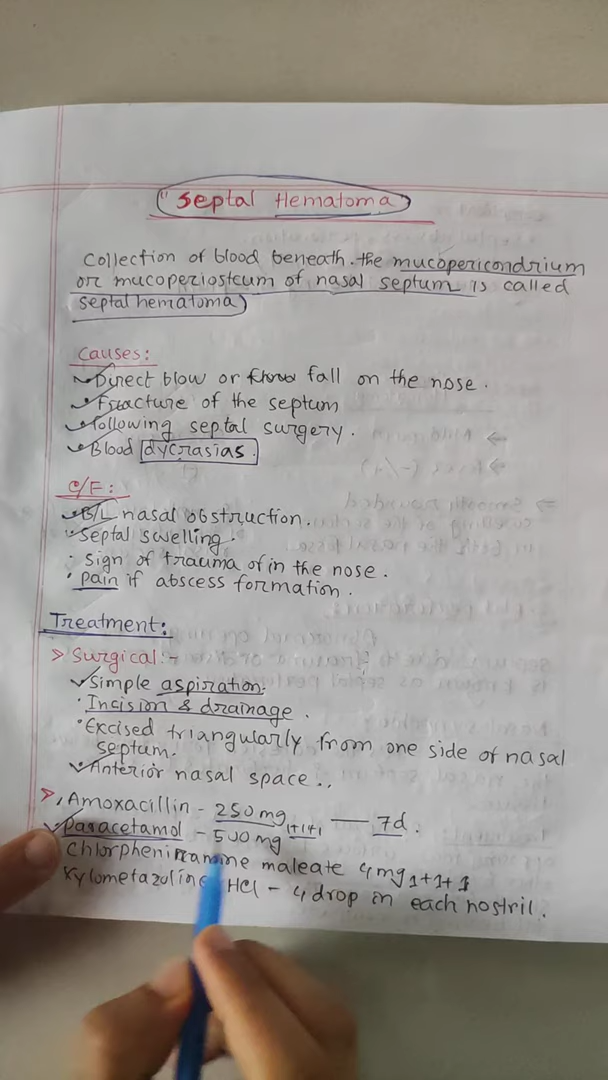 "Septal Hematoma"
Collection of blood beneath. the mucopericondrium
or mucoperiosteum of nasal septum is called
septal hematoma)
Causes:
Direct blow or fall on the nose.
Fracture of the septum
following septal surgery.
Blood dycrasias.
C/F:
B/L nasal obstruction.
Septal swelling.
Sign of trauma of in the nose.
Pain if abscess formation.
Treatment:
> Surgical:-
Simple aspiration.
Incision & drainage.
Excised triangularly from one side of nasal
septum.
Anterior nasal space..
> Amoxacillin - 250mg 1+1+1 — 7d.
Paracetamol - 500mg
Chlorpheniramine maleate 4mg 1+1+1
Xylometazoline HCl - 4 drop in each nostril.